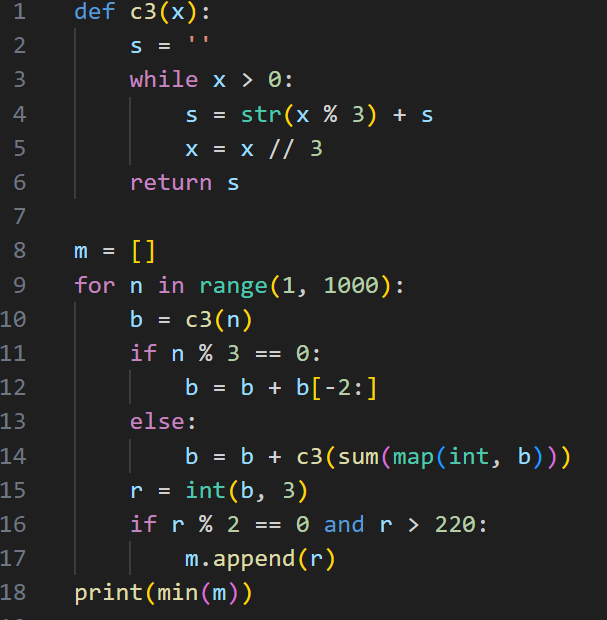 1 def c3(x):
2     s = ''
3     while x > 0:
4         s = str(x % 3) + s
5         x = x // 3
6     return s
7
8 m = []
9 for n in range(1, 1000):
10     b = c3(n)
11     if n % 3 == 0:
12         b = b + b[-2:]
13     else:
14         b = b + c3(sum(map(int, b)))
15     r = int(b, 3)
16     if r % 2 == 0 and r > 220:
17         m.append(r)
18 print(min(m))